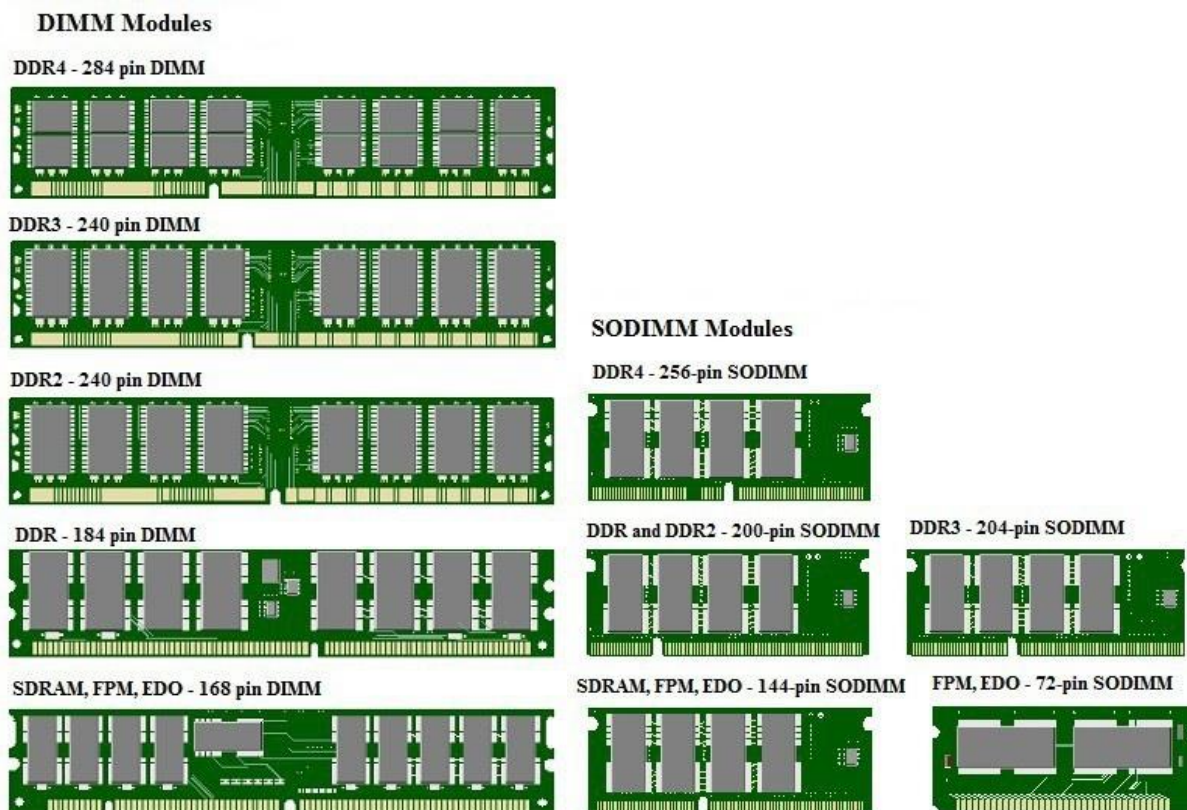 DIMM Modules
DDR4 - 284 pin DIMM
DDR3 - 240 pin DIMM
DDR2 - 240 pin DIMM
DDR - 184 pin DIMM
SDRAM, FPM, EDO - 168 pin DIMM
SODIMM Modules
DDR4 - 256-pin SODIMM
DDR and DDR2 - 200-pin SODIMM
DDR3 - 204-pin SODIMM
SDRAM, FPM, EDO - 144-pin SODIMM
FPM, EDO - 72-pin SODIMM